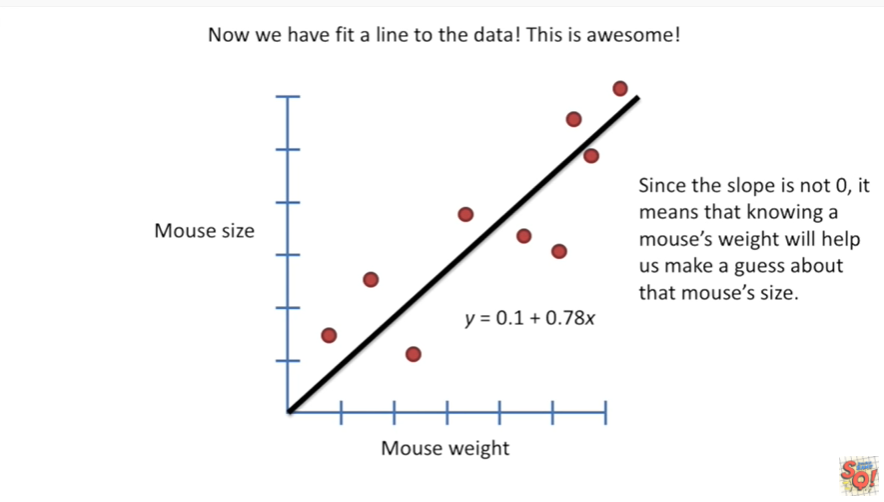 Now we have fit a line to the data! This is awesome!
Mouse size
Since the slope is not 0, it
means that knowing a
mouse's weight will help
us make a guess about
that mouse's size.
y = 0.1 + 0.78x
Mouse weight
SQ!